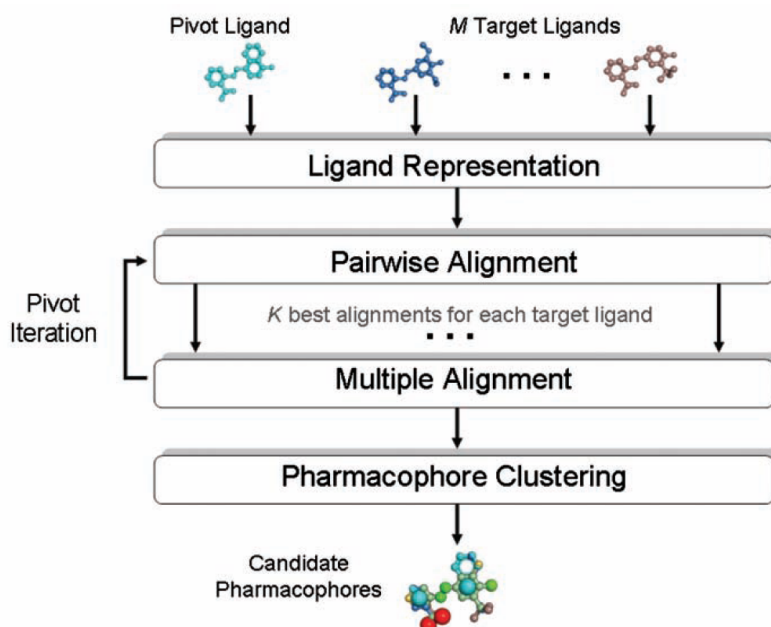 Pivot Ligand
M Target Ligands
. . .
Ligand Representation
Pairwise Alignment
Pivot
Iteration
K best alignments for each target ligand
. . .
Multiple Alignment
Pharmacophore Clustering
Candidate
Pharmacophores